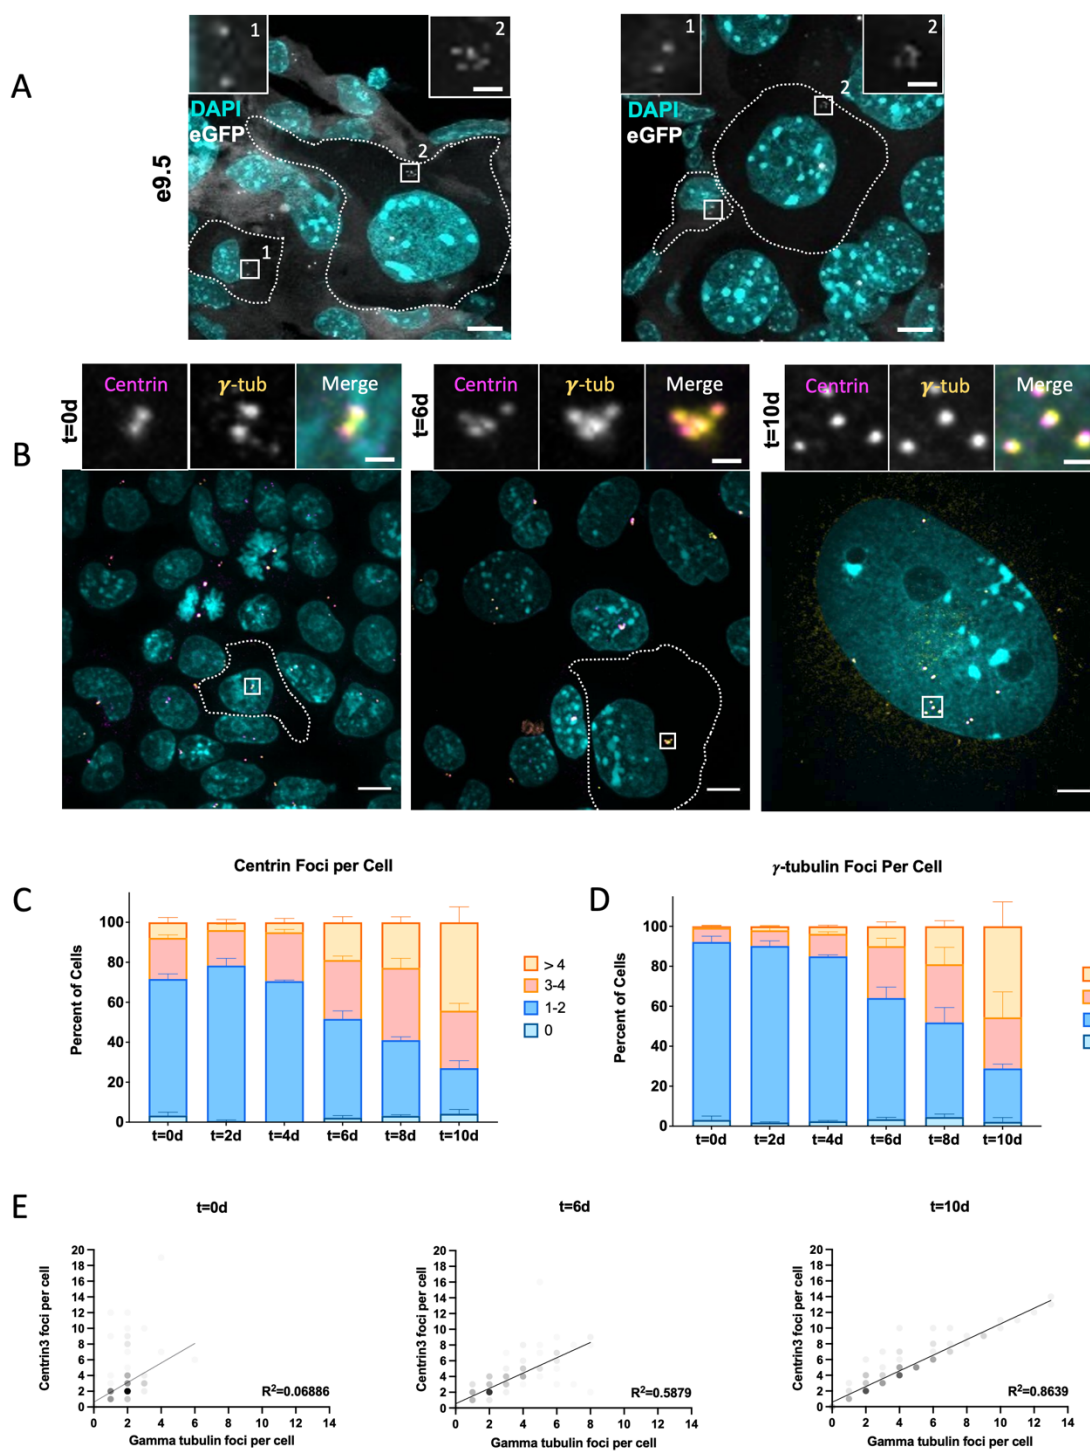 A
e9.5
1
2
DAPI
eGFP
2
1
1
2
DAPI
eGFP
2
B
t=0d
Centrin
γ-tub
Merge
t=6d
Centrin
γ-tub
Merge
t=10d
Centrin
γ-tub
Merge
C
Centrin Foci per Cell
Percent of Cells
100
80
60
40
20
0
t=0d t=2d t=4d t=6d t=8d t=10d
> 4
3-4
1-2
0
D
γ-tubulin Foci Per Cell
Percent of Cells
100
80
60
40
20
0
t=0d t=2d t=4d t=6d t=8d t=10d
E
t=0d
Centrin3 foci per cell
20
18
16
14
12
10
8
6
4
2
0
R²=0.06886
0 2 4 6 8 10 12 14
Gamma tubulin foci per cell
t=6d
Centrin3 foci per cell
20
18
16
14
12
10
8
6
4
2
0
R²=0.5879
0 2 4 6 8 10 12 14
Gamma tubulin foci per cell
t=10d
Centrin3 foci per cell
20
18
16
14
12
10
8
6
4
2
0
R²=0.8639
0 2 4 6 8 10 12 14
Gamma tubulin foci per cell